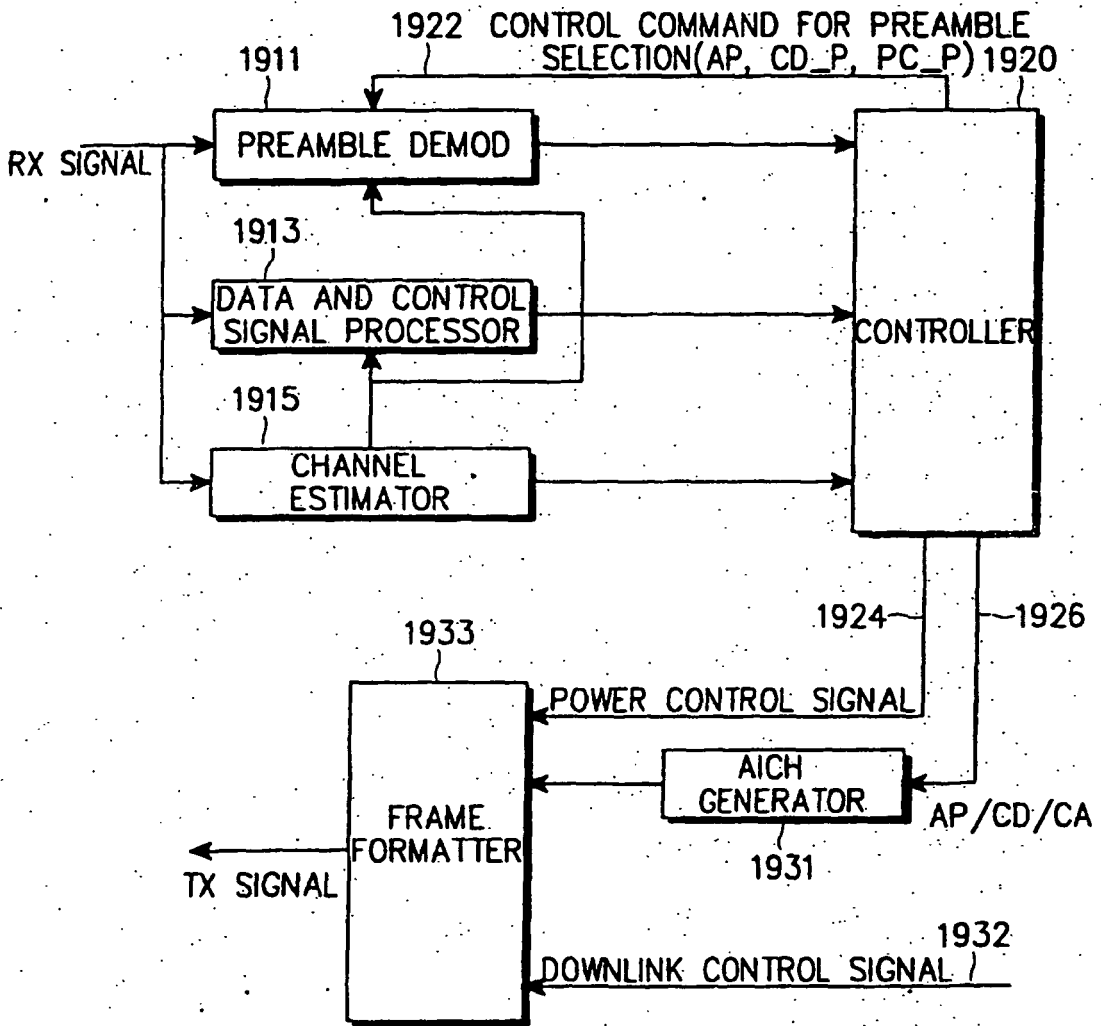 1922 CONTROL COMMAND FOR PREAMBLE
SELECTION(AP, CD_P, PC_P) 1920
1911
PREAMBLE DEMOD
RX SIGNAL
1913
DATA AND CONTROL
SIGNAL PROCESSOR
CONTROLLER
1915
CHANNEL
ESTIMATOR
1924
1926
1933
POWER CONTROL SIGNAL
AICH
GENERATOR
AP/CD/CA
FRAME
FORMATTER
1931
TX SIGNAL
1932
DOWNLINK CONTROL SIGNAL